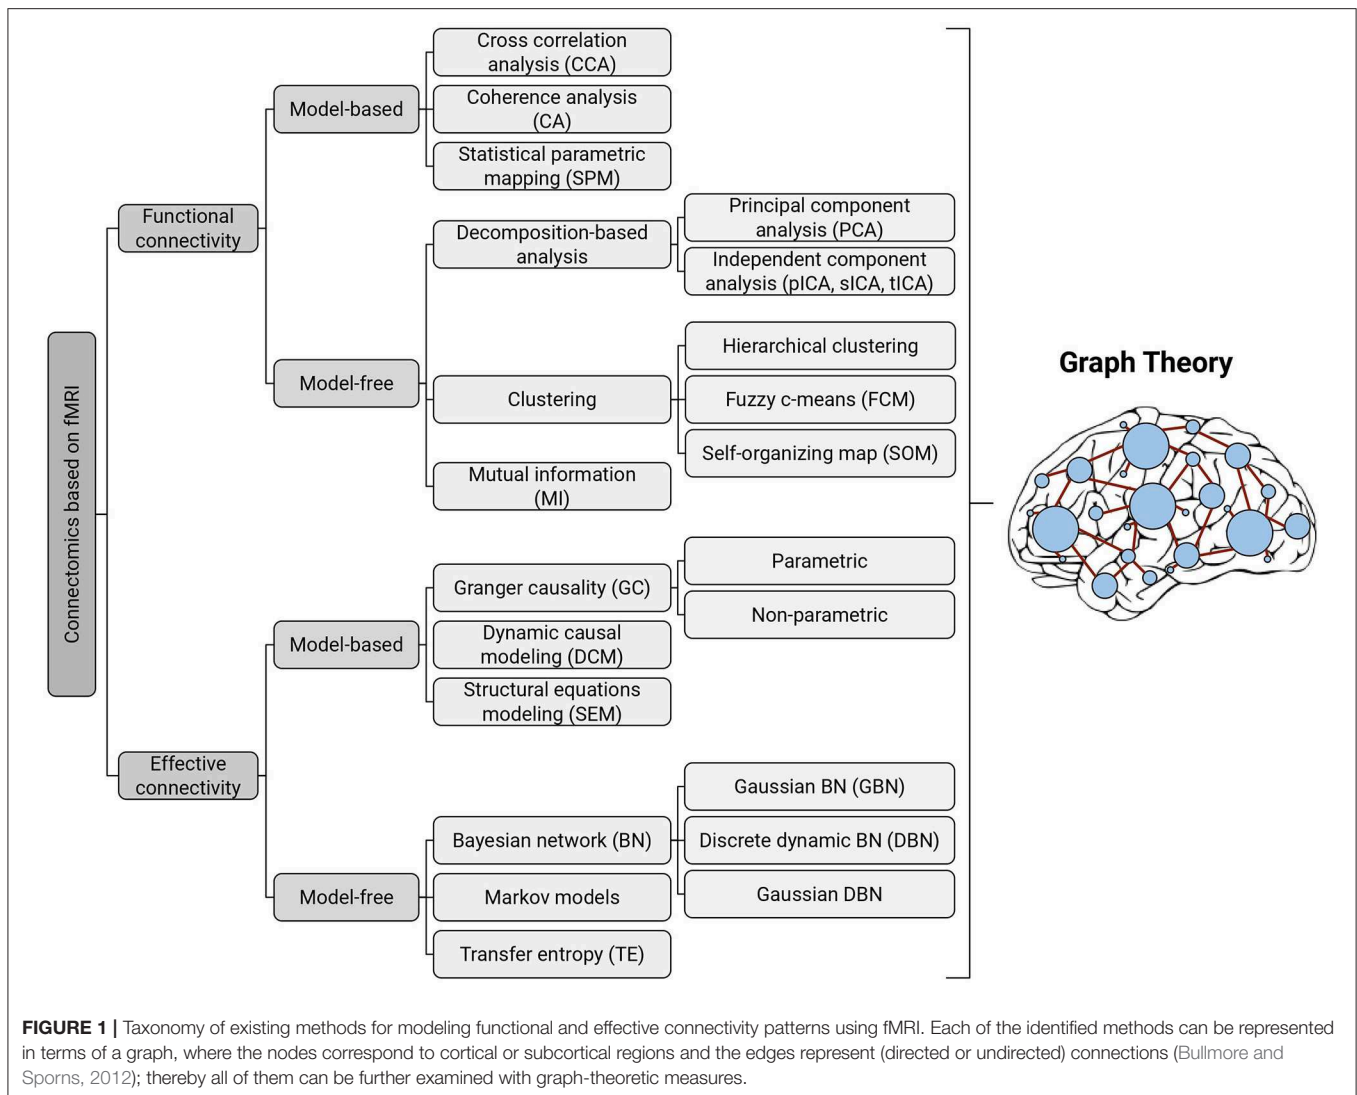 Cross correlation
analysis (CCA)
Model-based
Coherence analysis
(CA)
Statistical parametric
mapping (SPM)
Functional
connectivity
Decomposition-based
analysis
Principal component
analysis (PCA)
Independent component
analysis (pICA, sICA, tICA)
Model-free
Clustering
Hierarchical clustering
Fuzzy c-means (FCM)
Self-organizing map (SOM)
Mutual information
(MI)
Connectomics based on fMRI
Graph Theory
Model-based
Granger causality (GC)
Parametric
Non-parametric
Dynamic causal
modeling (DCM)
Structural equations
modeling (SEM)
Effective
connectivity
Model-free
Bayesian network (BN)
Gaussian BN (GBN)
Discrete dynamic BN (DBN)
Gaussian DBN
Markov models
Transfer entropy (TE)
FIGURE 1 | Taxonomy of existing methods for modeling functional and effective connectivity patterns using fMRI. Each of the identified methods can be represented
in terms of a graph, where the nodes correspond to cortical or subcortical regions and the edges represent (directed or undirected) connections (Bullmore and
Sporns, 2012); thereby all of them can be further examined with graph-theoretic measures.